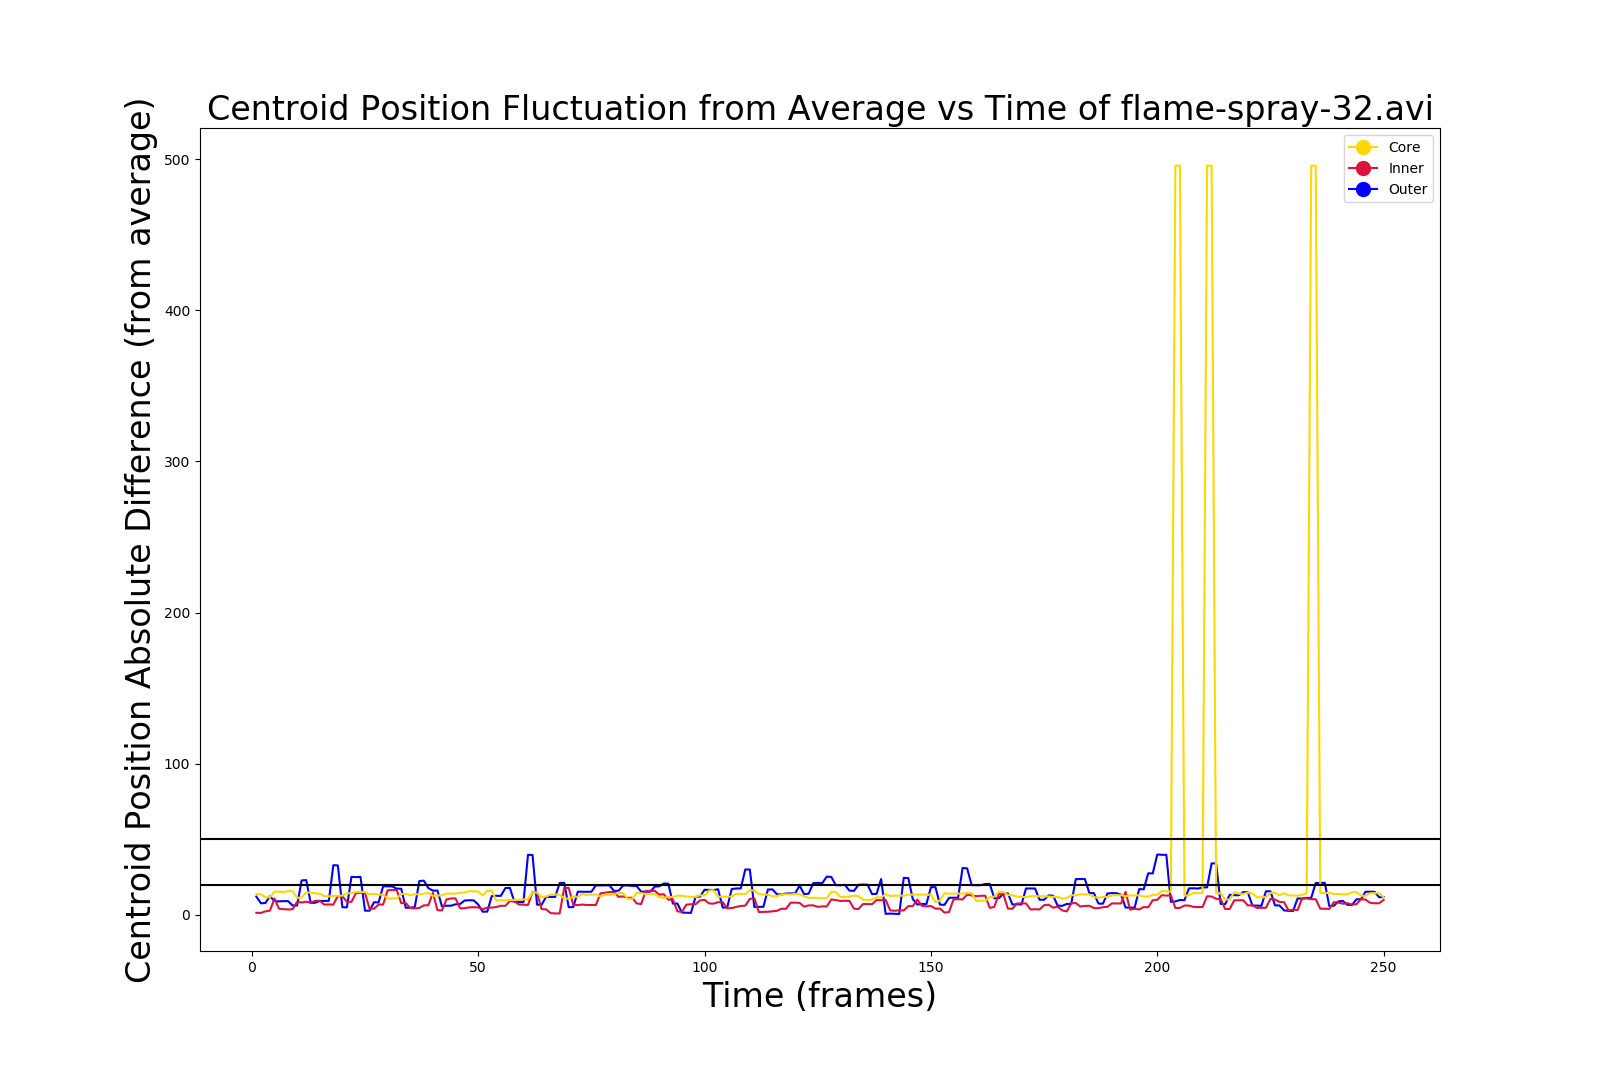 Centroid Position Fluctuation from Average vs Time of flame-spray-32.avi
Centroid Position Absolute Difference (from average)
500
400
300
200
100
0
Core
Inner
Outer
0 50 100 150 200 250
Time (frames)